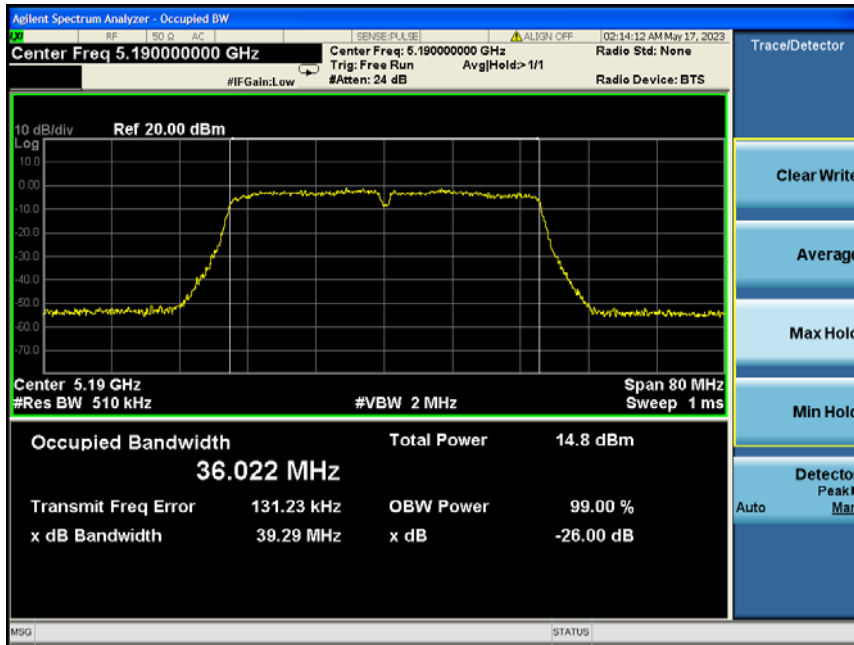 Agilent Spectrum Analyzer - Occupied BW
RF 50 Ω AC SENSE:PULSE ALIGN OFF 02:14:12 AM May 17, 2023
Center Freq 5.190000000 GHz
Center Freq: 5.190000000 GHz Radio Std: None
Trig: Free Run Avg|Hold:> 1/1
#IFGain:Low #Atten: 24 dB Radio Device: BTS
10 dB/div Ref 20.00 dBm
Log
10.0
0.00
-10.0
-20.0
-30.0
-40.0
-50.0
-60.0
-70.0
Center 5.19 GHz Span 80 MHz
#Res BW 510 kHz #VBW 2 MHz Sweep 1 ms
Occupied Bandwidth Total Power 14.8 dBm
36.022 MHz
Transmit Freq Error 131.23 kHz OBW Power 99.00 %
x dB Bandwidth 39.29 MHz x dB -26.00 dB
MSG STATUS
Trace/Detector
Clear Write
Average
Max Hold
Min Hold
Detecto
Peak
Auto Man